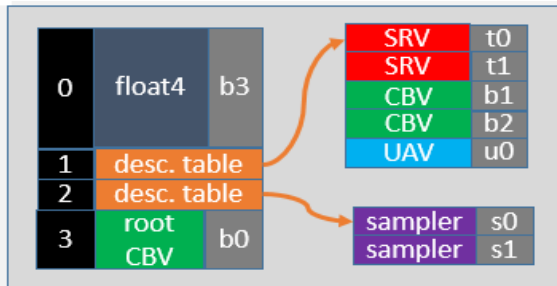 0 float4 b3
1 desc. table
2 desc. table
3 root CBV b0
SRV t0
SRV t1
CBV b1
CBV b2
UAV u0
sampler s0
sampler s1